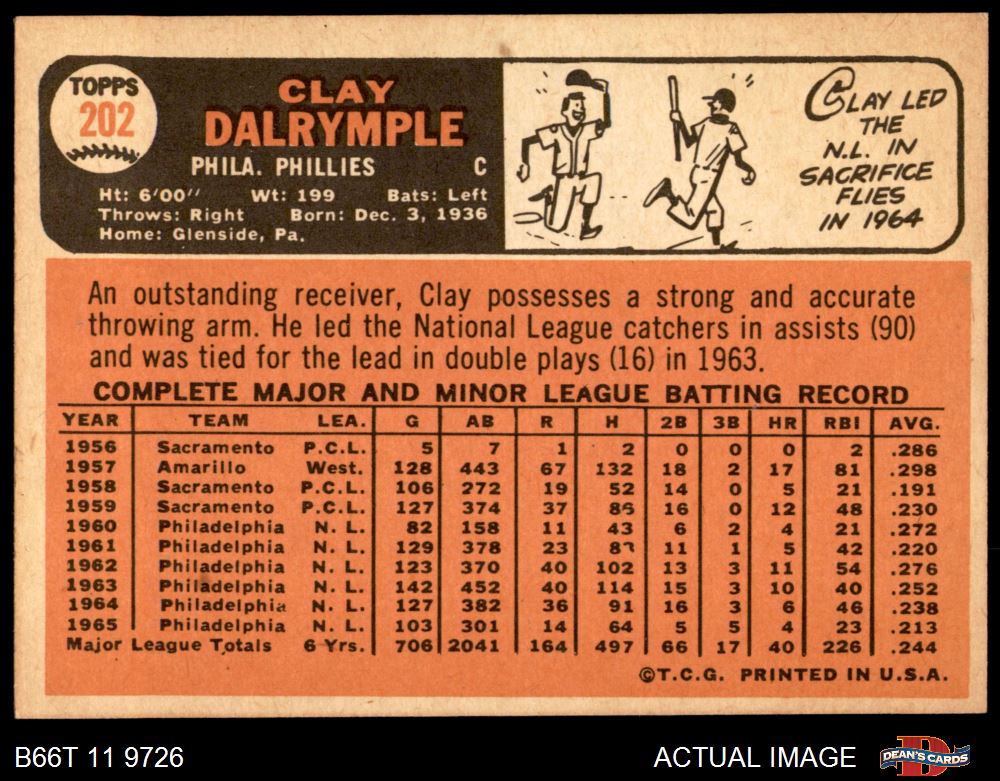 TOPPS
202
CLAY
DALRYMPLE
PHILA. PHILLIES C
Ht: 6'00" Wt: 199 Bats: Left
Throws: Right Born: Dec. 3, 1936
Home: Glenside, Pa.
CLAY LED
THE
N.L. IN
SACRIFICE
FLIES
IN 1964
An outstanding receiver, Clay possesses a strong and accurate
throwing arm. He led the National League catchers in assists (90)
and was tied for the lead in double plays (16) in 1963.
COMPLETE MAJOR AND MINOR LEAGUE BATTING RECORD
YEAR TEAM LEA. G AB R H 2B 3B HR RBI AVG.
1956 Sacramento P.C.L. 5 7 1 2 0 0 0 2 .286
1957 Amarillo West. 128 443 67 132 18 2 17 81 .298
1958 Sacramento P.C.L. 106 272 19 52 14 0 5 21 .191
1959 Sacramento P.C.L. 127 374 37 86 16 0 12 48 .230
1960 Philadelphia N. L. 82 158 11 43 6 2 4 21 .272
1961 Philadelphia N. L. 129 378 23 83 11 1 5 42 .220
1962 Philadelphia N. L. 123 370 40 102 13 3 11 54 .276
1963 Philadelphia N. L. 142 452 40 114 15 3 10 40 .252
1964 Philadelphia N. L. 127 382 36 91 16 3 6 46 .238
1965 Philadelphia N. L. 103 301 14 64 5 5 4 23 .213
Major League Totals 6 Yrs. 706 2041 164 497 66 17 40 226 .244
©T.C.G. PRINTED IN U.S.A.
B66T 11 9726 ACTUAL IMAGE DEAN'S CARDS